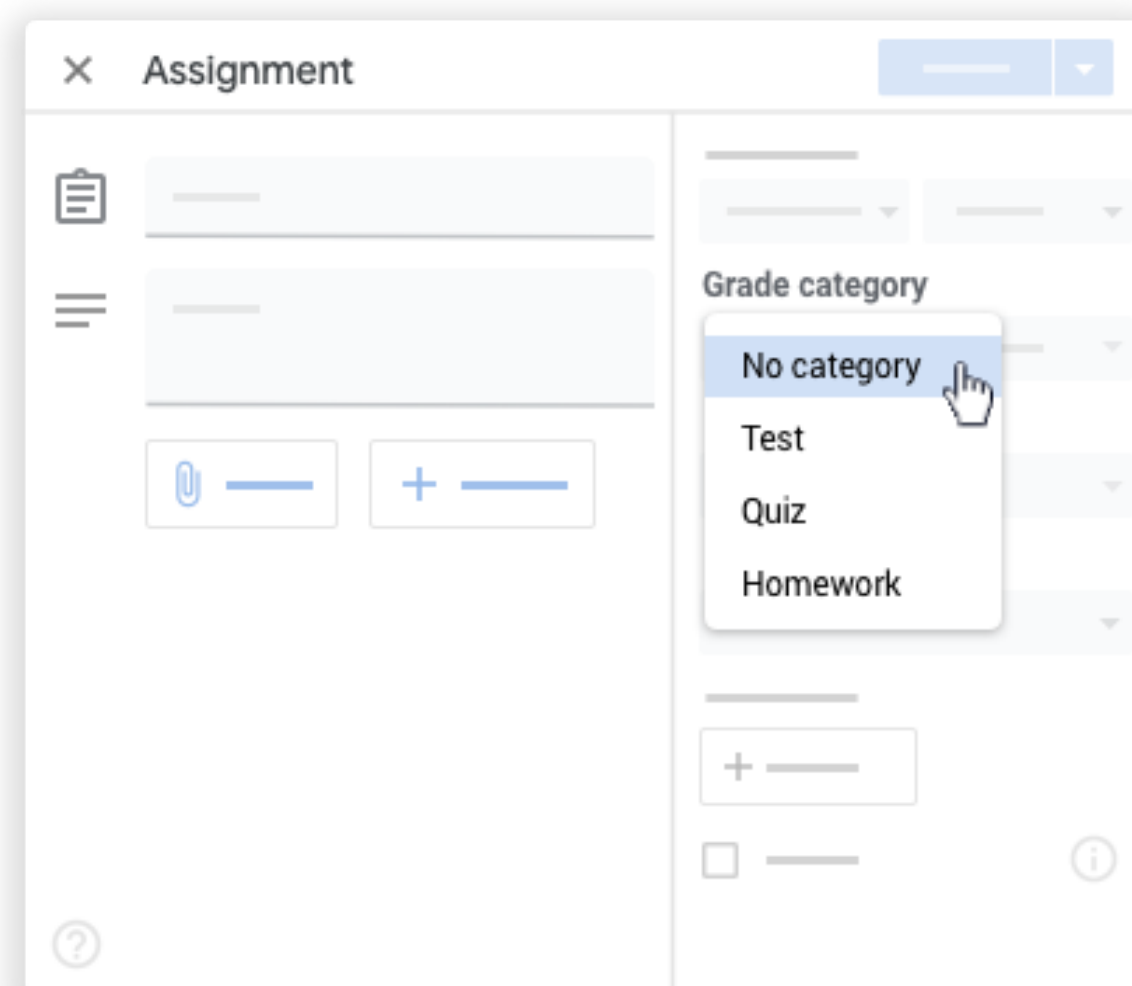 Assignment
Grade category
No category
Test
Quiz
Homework